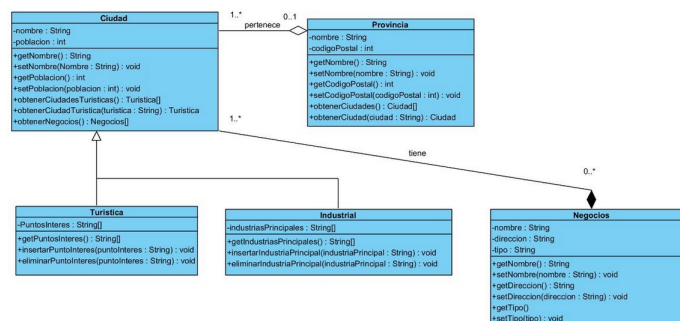 Ciudad
-nombre : String
-poblacion : int
+getNombre() : String
+setNombre(Nombre : String) : void
+getPoblacion() : int
+setPoblacion(poblacion : int) : void
+obtenerCiudadesTuristicas() : Turistica[]
+obtenerCiudadTuristica(turistica : String) : Turistica
+obtenerNegocios() : Negocios[]
1..*
pertenece
0..1
Provincia
-nombre : String
-codigoPostal : int
+getNombre() : String
+setNombre(nombre : String) : void
+getCodigoPostal() : int
+setCodigoPostal(codigoPostal : int) : void
+obtenerCiudades() : Ciudad[]
+obtenerCiudad(ciudad : String) : Ciudad
1..*
tiene
0..*
Turistica
-PuntosInteres : String[]
+getPuntosInteres() : String[]
+insertarPuntoInteres(puntoInteres : String) : void
+eliminarPuntoInteres(puntoInteres : String) : void
Industrial
-industriasPrincipales : String[]
+getIndustriasPrincipales() : String[]
+insertarIndustriaPrincipal(industriaPrincipal : String) : void
+eliminarIndustriaPrincipal(industriaPrincipal : String) : void
Negocios
-nombre : String
-direccion : String
-tipo : String
+getNombre() : String
+setNombre(nombre : String) : void
+getDireccion() : String
+setDireccion(direccion : String) : void
+getTipo()
+setTipo(tipo) : void